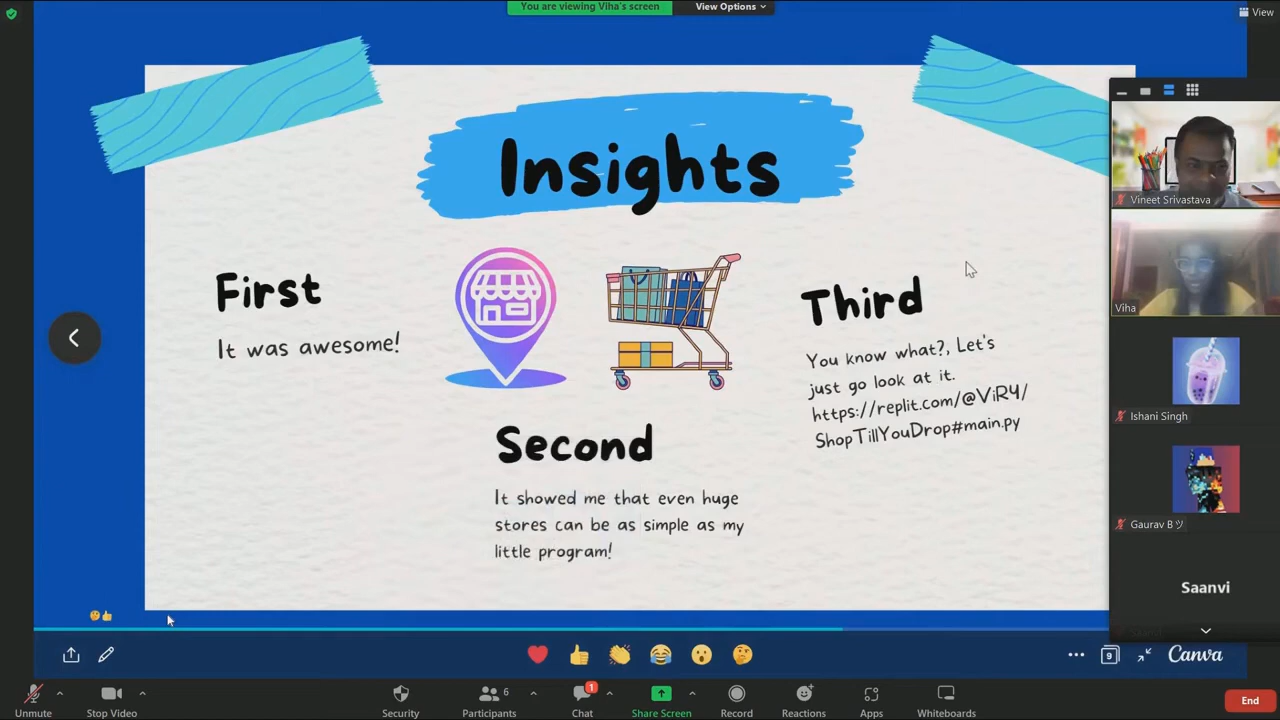 You are viewing Viha's screen
View Options
View
Insights
First
It was awesome!
Second
It showed me that even huge
stores can be as simple as my
little program!
Third
You know what?, Let's
just go look at it.
https://replit.com/@ViR4/
ShopTillYouDrop#main.py
Vineet Srivastava
Viha
Ishani Singh
Gaurav B ツ
Saanvi
9
Canva
Unmute
Stop Video
Security
6
Participants
1
Chat
Share Screen
Record
Reactions
Apps
Whiteboards
End